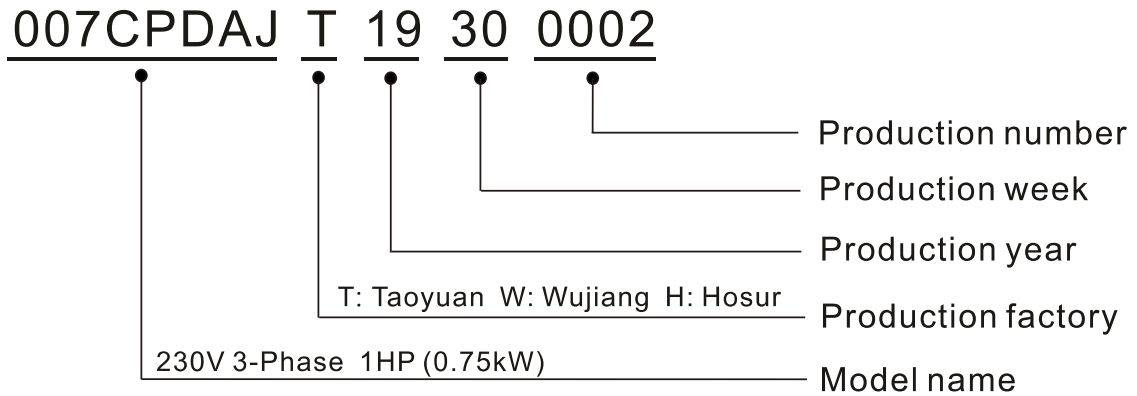 007CPDAJ T 19 30 0002
Production number
Production week
Production year
T: Taoyuan W: Wujiang H: Hosur
Production factory
230V 3-Phase 1HP (0.75kW)
Model name